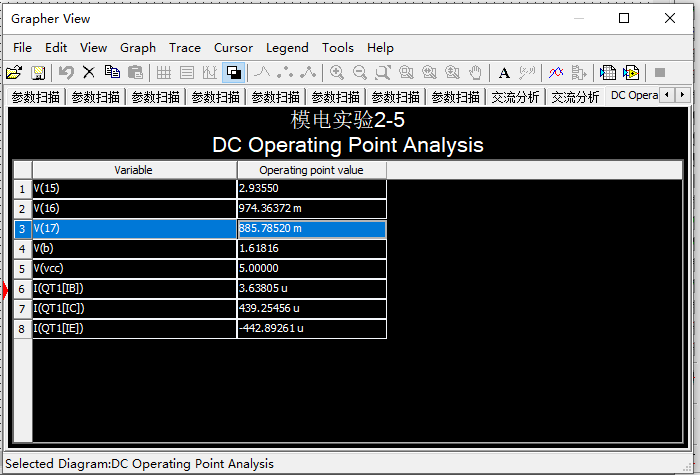 Grapher View
File Edit View Graph Trace Cursor Legend Tools Help
参数扫描 参数扫描 参数扫描 参数扫描 参数扫描 参数扫描 参数扫描 参数扫描 交流分析 交流分析 DC Opera
模电实验2-5
DC Operating Point Analysis
Variable Operating point value
1 V(15) 2.93550
2 V(16) 974.36372 m
3 V(17) 885.78520 m
4 V(b) 1.61816
5 V(vcc) 5.00000
6 I(QT1[IB]) 3.63805 u
7 I(QT1[IC]) 439.25456 u
8 I(QT1[IE]) -442.89261 u
Selected Diagram:DC Operating Point Analysis